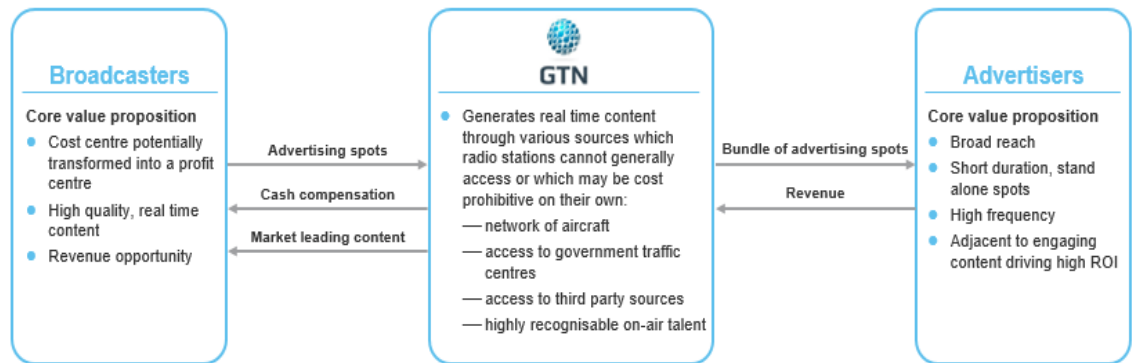 Broadcasters
Core value proposition
● Cost centre potentially
transformed into a profit
centre
● High quality, real time
content
● Revenue opportunity
Advertising spots
Cash compensation
Market leading content
GTN
● Generates real time content
through various sources which
radio stations cannot generally
access or which may be cost
prohibitive on their own:
— network of aircraft
— access to government traffic
centres
— access to third party sources
— highly recognisable on-air talent
Bundle of advertising spots
Revenue
Advertisers
Core value proposition
● Broad reach
● Short duration, stand
alone spots
● High frequency
● Adjacent to engaging
content driving high ROI